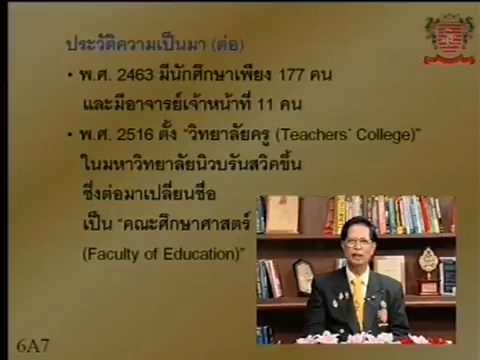 ประวัติความเป็นมา (ต่อ)
• พ.ศ. 2463 มีนักศึกษาเพียง 177 คน
และมีอาจารย์เจ้าหน้าที่ 11 คน
• พ.ศ. 2516 ตั้ง "วิทยาลัยครู (Teachers' College)"
ในมหาวิทยาลัยนิวบรันสวิคขึ้น
ซึ่งต่อมาเปลี่ยนชื่อ
เป็น "คณะศึกษาศาสตร์
(Faculty of Education)"
6A7